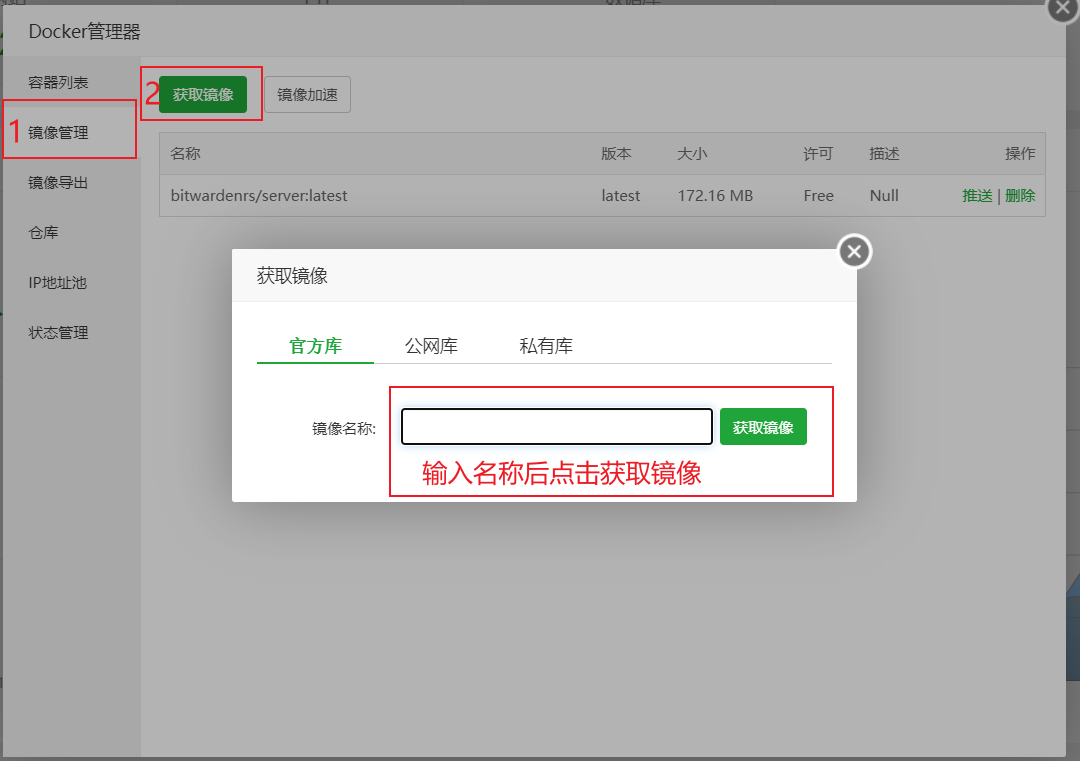 Docker管理器
容器列表
1 镜像管理
镜像导出
仓库
IP地址池
状态管理
2 获取镜像 镜像加速
名称 版本 大小 许可 描述 操作
bitwardenrs/server:latest latest 172.16 MB Free Null 推送 | 删除
获取镜像
官方库 公网库 私有库
镜像名称: 获取镜像
输入名称后点击获取镜像